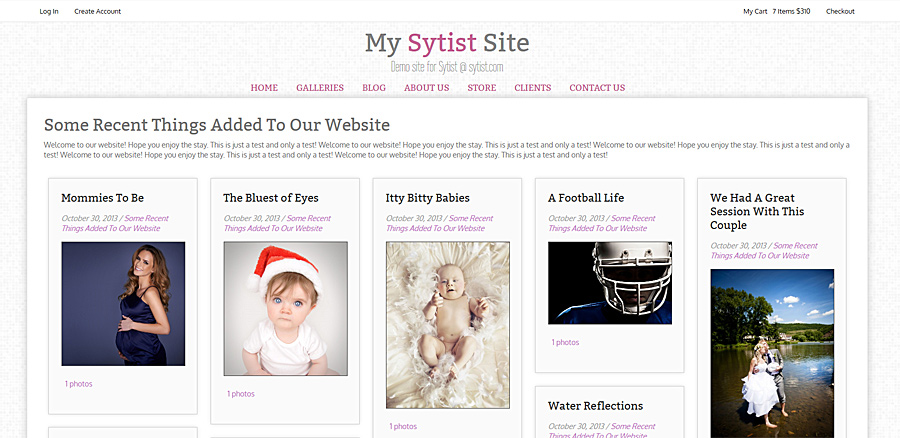 Log In Create Account My Cart 7 Items $310 Checkout
My Sytist Site
Demo site for Sytist @ sytist.com
HOME GALLERIES BLOG ABOUT US STORE CLIENTS CONTACT US
Some Recent Things Added To Our Website
Welcome to our website! Hope you enjoy the stay. This is just a test and only a test! Welcome to our website! Hope you enjoy the stay. This is just a test and only a test! Welcome to our website! Hope you enjoy the stay. This is just a test and only a
test! Welcome to our website! Hope you enjoy the stay. This is just a test and only a test! Welcome to our website! Hope you enjoy the stay. This is just a test and only a test!
Mommies To Be
October 30, 2013 / Some Recent
Things Added To Our Website
1 photos
The Bluest of Eyes
October 30, 2013 / Some Recent
Things Added To Our Website
1 photos
Itty Bitty Babies
October 30, 2013 / Some Recent
Things Added To Our Website
1 photos
A Football Life
October 30, 2013 / Some Recent
Things Added To Our Website
1 photos
Water Reflections
October 30, 2013 / Some Recent
Things Added To Our Website
We Had A Great
Session With This
Couple
October 30, 2013 / Some Recent
Things Added To Our Website